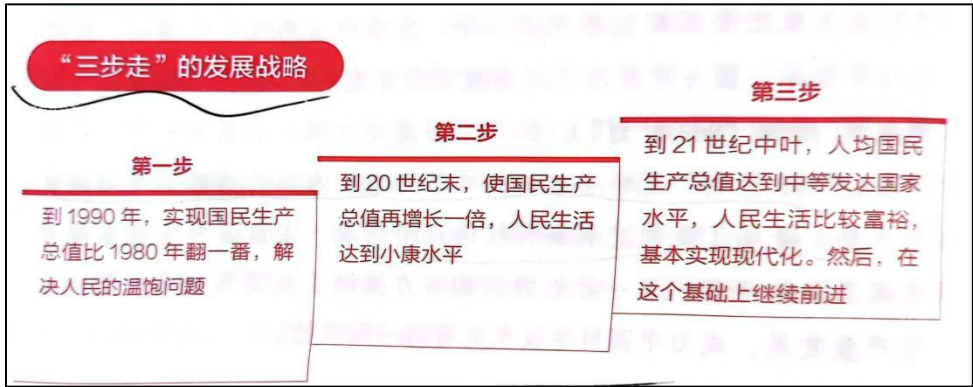 “三步走”的发展战略
第一步
到1990年，实现国民生产
总值比1980年翻一番，解
决人民的温饱问题
第二步
到20世纪末，使国民生产
总值再增长一倍，人民生活
达到小康水平
第三步
到21世纪中叶，人均国民
生产总值达到中等发达国家
水平，人民生活比较富裕，
基本实现现代化。然后，在
这个基础上继续前进